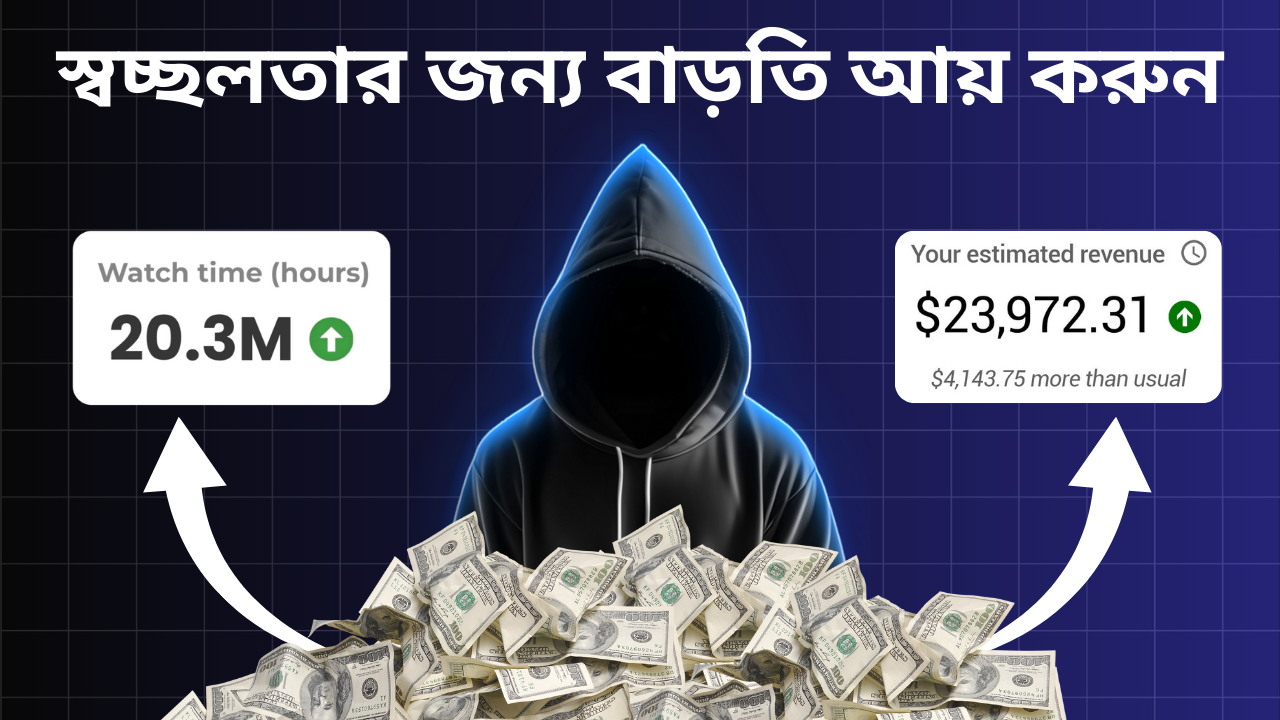 স্বচ্ছলতার জন্য বাড়তি আয় করুন
Watch time (hours)
20.3M
Your estimated revenue
$23,972.31
$4,143.75 more than usual